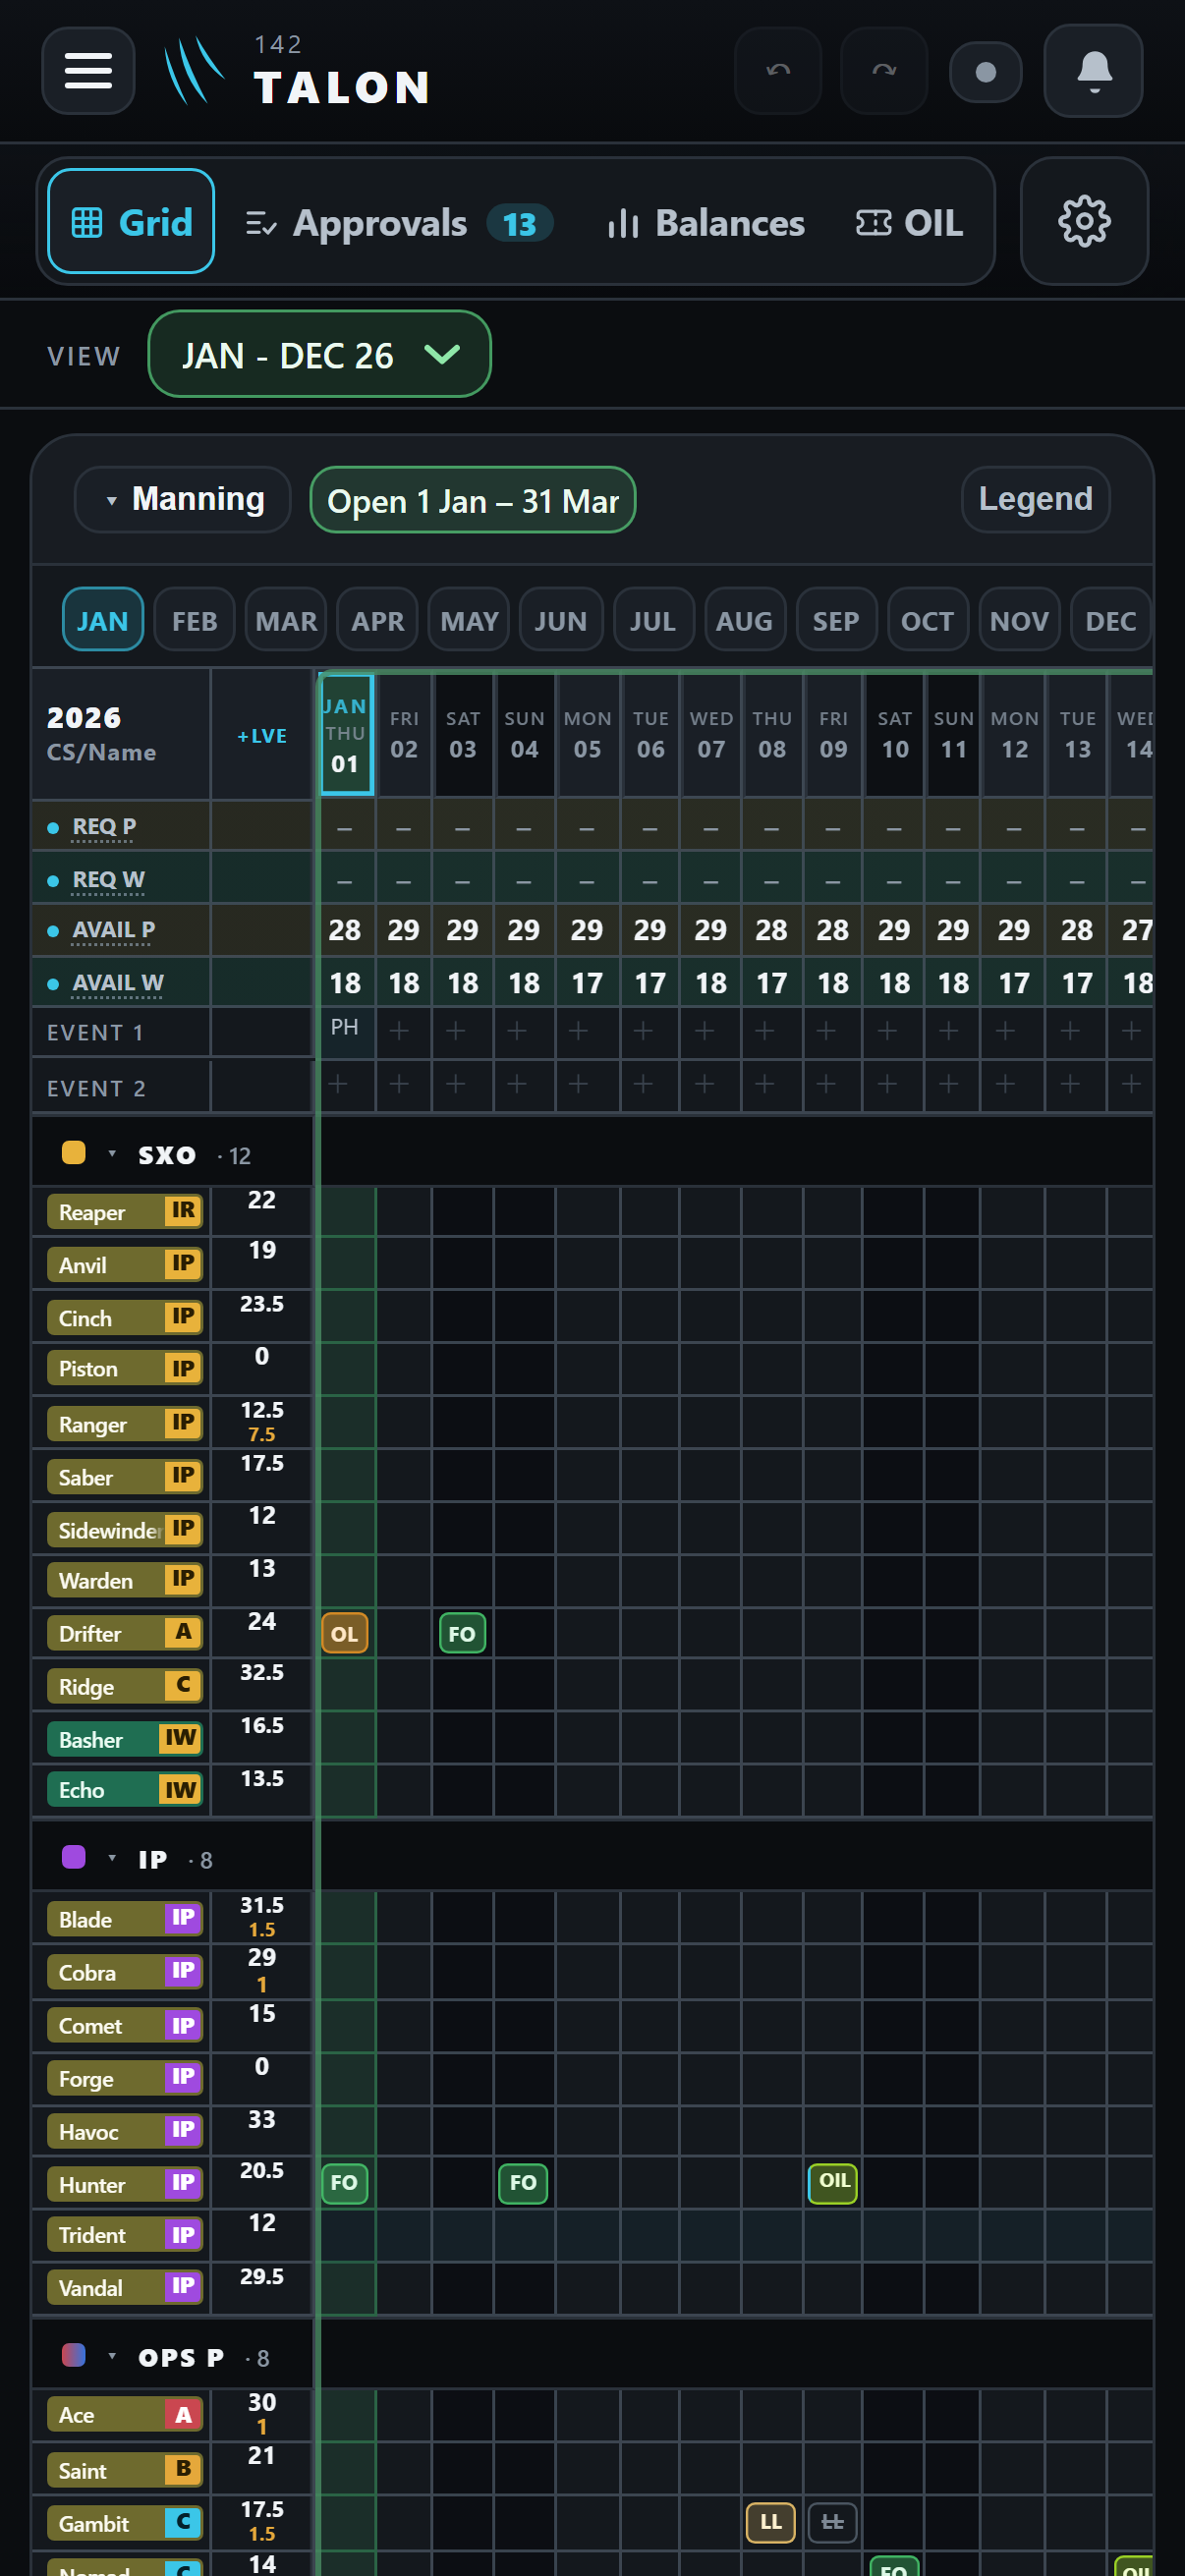 142
TALON
Grid Approvals 13 Balances OIL
VIEW JAN - DEC 26
Manning Open 1 Jan – 31 Mar Legend
JAN FEB MAR APR MAY JUN JUL AUG SEP OCT NOV DEC
2026
CS/Name
+LVE
JAN THU 01
FRI 02
SAT 03
SUN 04
MON 05
TUE 06
WED 07
THU 08
FRI 09
SAT 10
SUN 11
MON 12
TUE 13
WED 14
REQ P – – – – – – – – – – – – – –
REQ W – – – – – – – – – – – – – –
AVAIL P 28 29 29 29 29 29 29 28 28 29 29 29 28 27
AVAIL W 18 18 18 18 17 17 18 17 18 18 18 17 17 18
EVENT 1 PH + + + + + + + + + + + + +
EVENT 2 + + + + + + + + + + + + + +
SXO · 12
Reaper IR 22
Anvil IP 19
Cinch IP 23.5
Piston IP 0
Ranger IP 12.5
7.5
Saber IP 17.5
Sidewinder IP 12
Warden IP 13
Drifter A 24 OL FO
Ridge C 32.5
Basher IW 16.5
Echo IW 13.5
IP · 8
Blade IP 31.5
1.5
Cobra IP 29
1
Comet IP 15
Forge IP 0
Havoc IP 33
Hunter IP 20.5 FO FO OIL
Trident IP 12
Vandal IP 29.5
OPS P · 8
Ace A 30
1
Saint B 21
Gambit C 17.5 LL LL
1.5
Nomad C 14 FO OIL